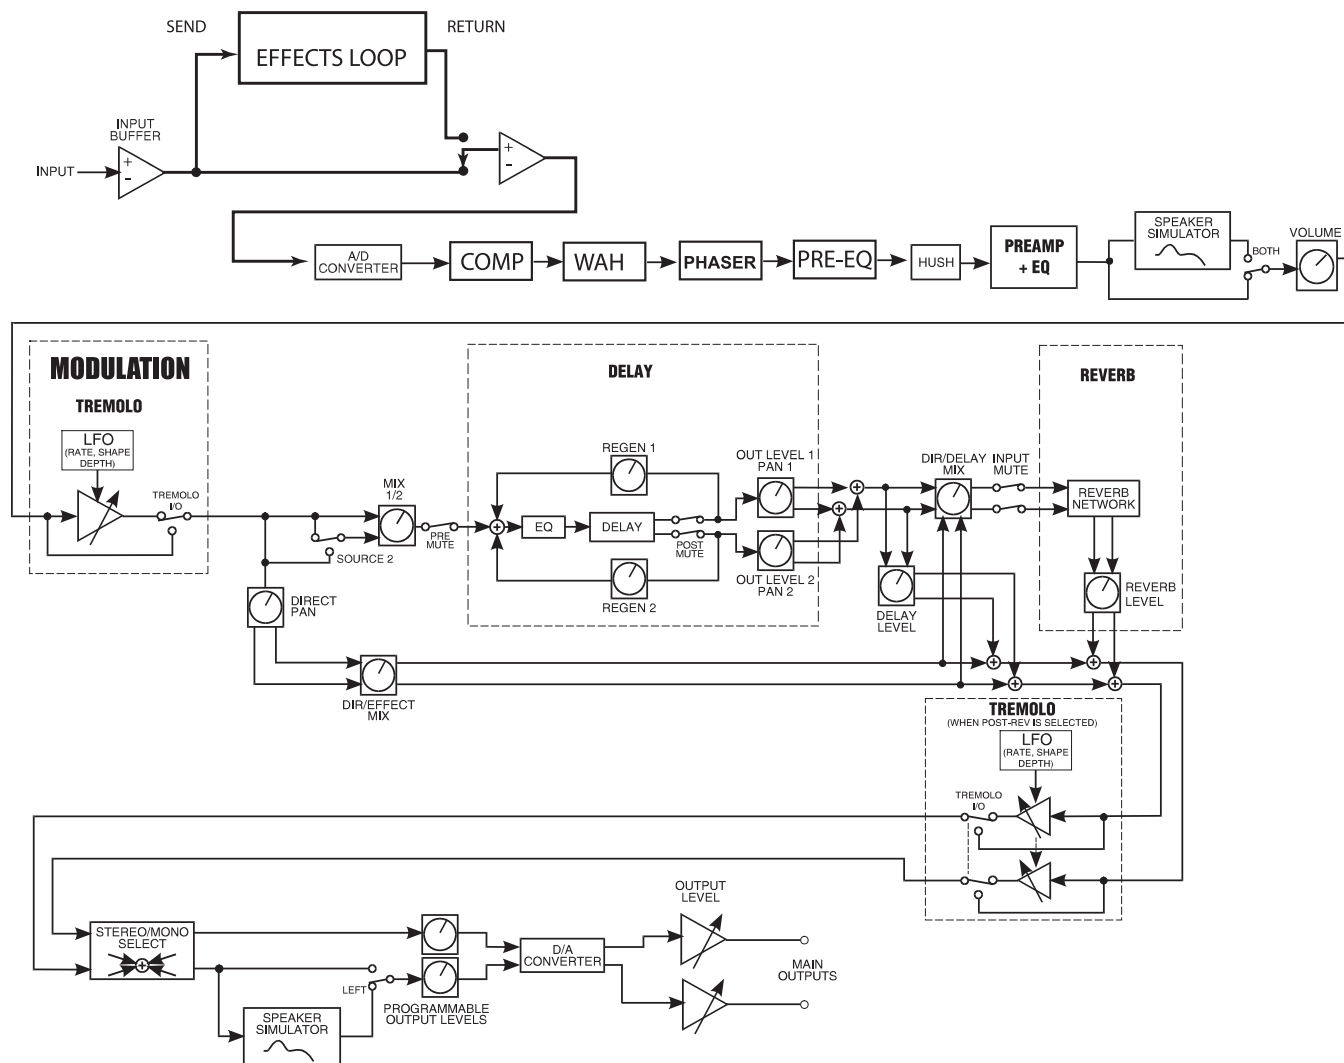 SEND
RETURN
EFFECTS LOOP
INPUT
BUFFER
+
-
INPUT
+
-
A/D
CONVERTER
COMP
WAH
PHASER
PRE-EQ
HUSH
PREAMP
+ EQ
SPEAKER
SIMULATOR
BOTH
VOLUME
MODULATION
TREMOLO
LFO
(RATE, SHAPE
DEPTH)
TREMOLO
I/O
SOURCE 2
MIX
1/2
PRE
MUTE
DIRECT
PAN
DIR/EFFECT
MIX
DELAY
REGEN 1
+
EQ
DELAY
POST
MUTE
REGEN 2
OUT LEVEL 1
PAN 1
OUT LEVEL 2
PAN 2
+
+
DIR/DELAY
MIX
INPUT
MUTE
DELAY
LEVEL
REVERB
REVERB
NETWORK
REVERB
LEVEL
+
+
+
+
TREMOLO
(WHEN POST-REV IS SELECTED)
LFO
(RATE, SHAPE
DEPTH)
TREMOLO
I/O
STEREO/MONO
SELECT
+
SPEAKER
SIMULATOR
LEFT
PROGRAMMABLE
OUTPUT LEVELS
D/A
CONVERTER
OUTPUT
LEVEL
MAIN
OUTPUTS